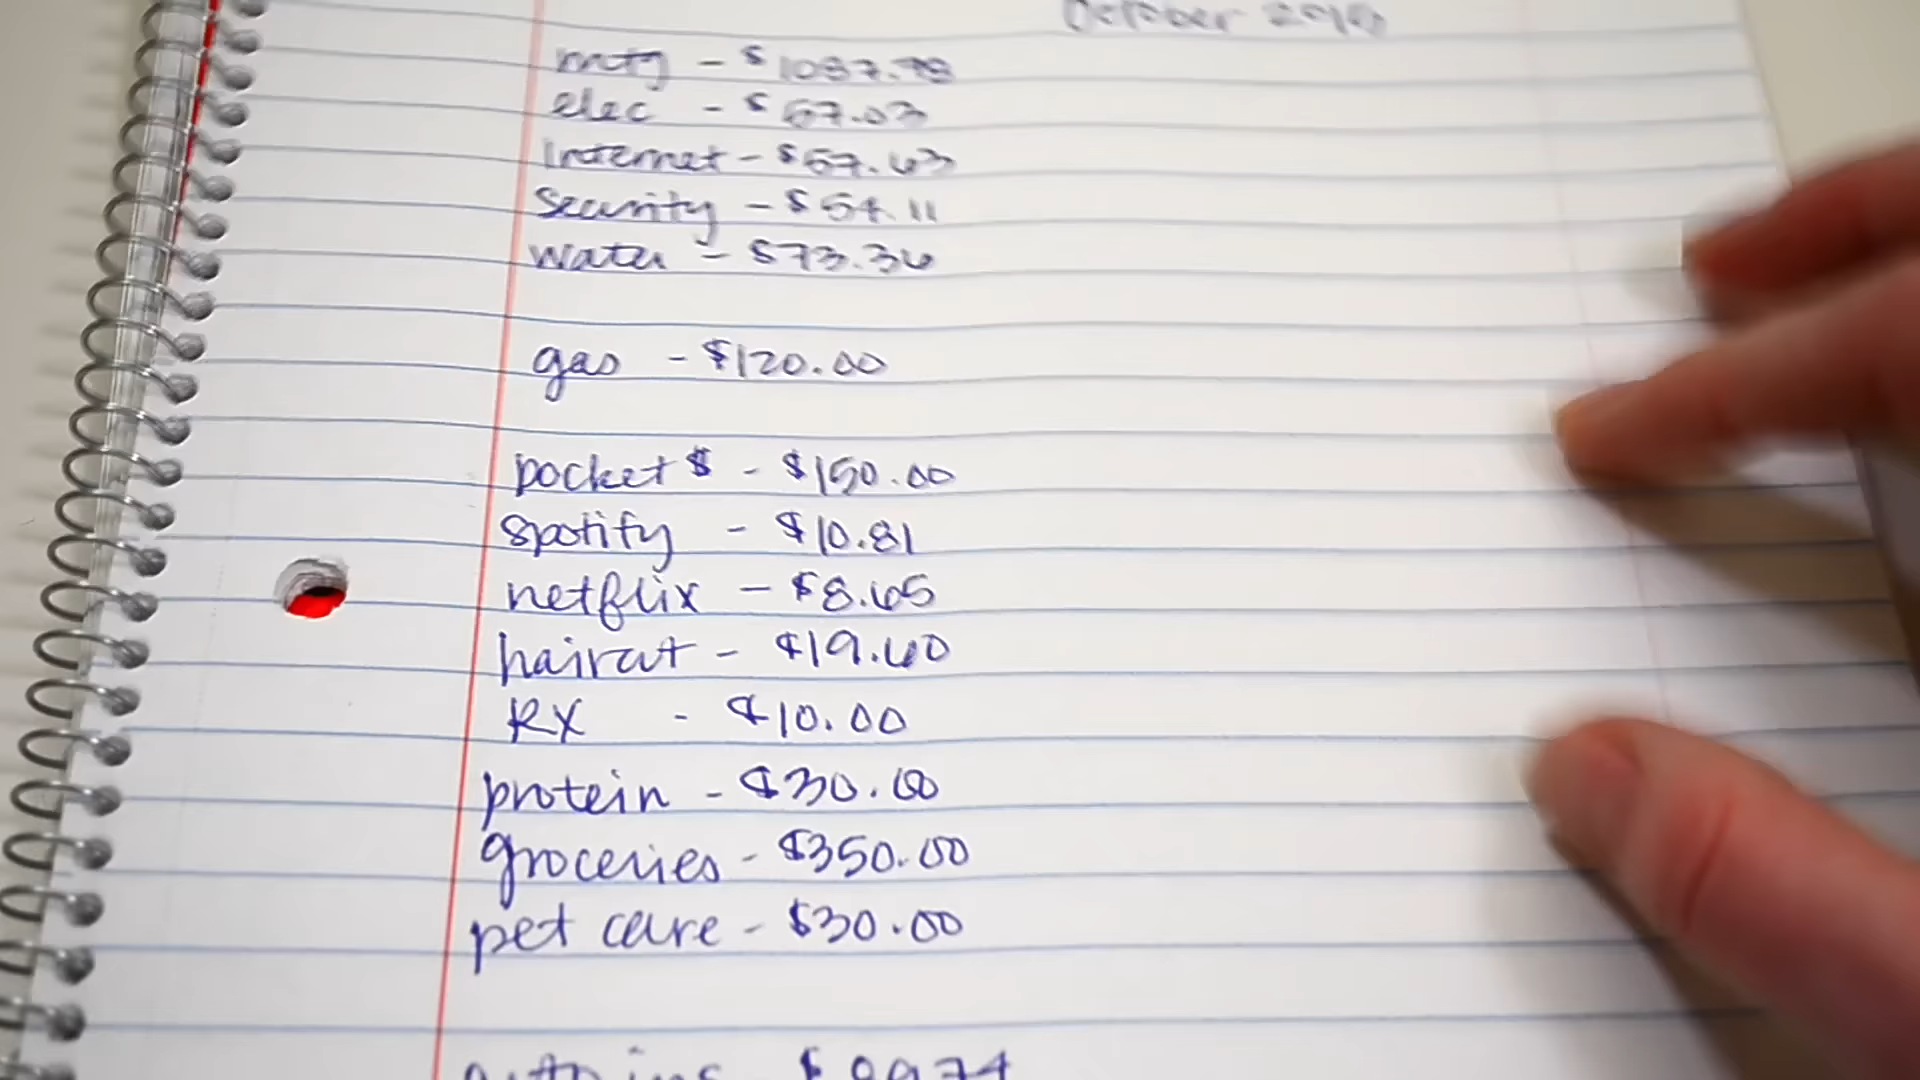 October
mtg - $1087.78
elec - $67.03
Internet - $57.63
Security - $54.11
water - $73.36
gas - $120.00
pocket $ - $150.00
spotify - $10.81
netflix - $8.65
haircut - $19.60
RX - $10.00
protein - $30.00
groceries - $350.00
pet care - $30.00